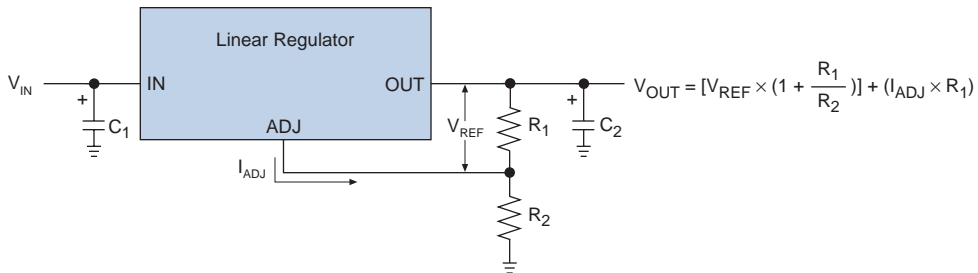 Linear Regulator
V_IN
IN
OUT
ADJ
+
C_1
I_ADJ
V_REF
R_1
R_2
+
C_2
V_OUT = [V_REF × (1 + R_1/R_2)] + (I_ADJ × R_1)